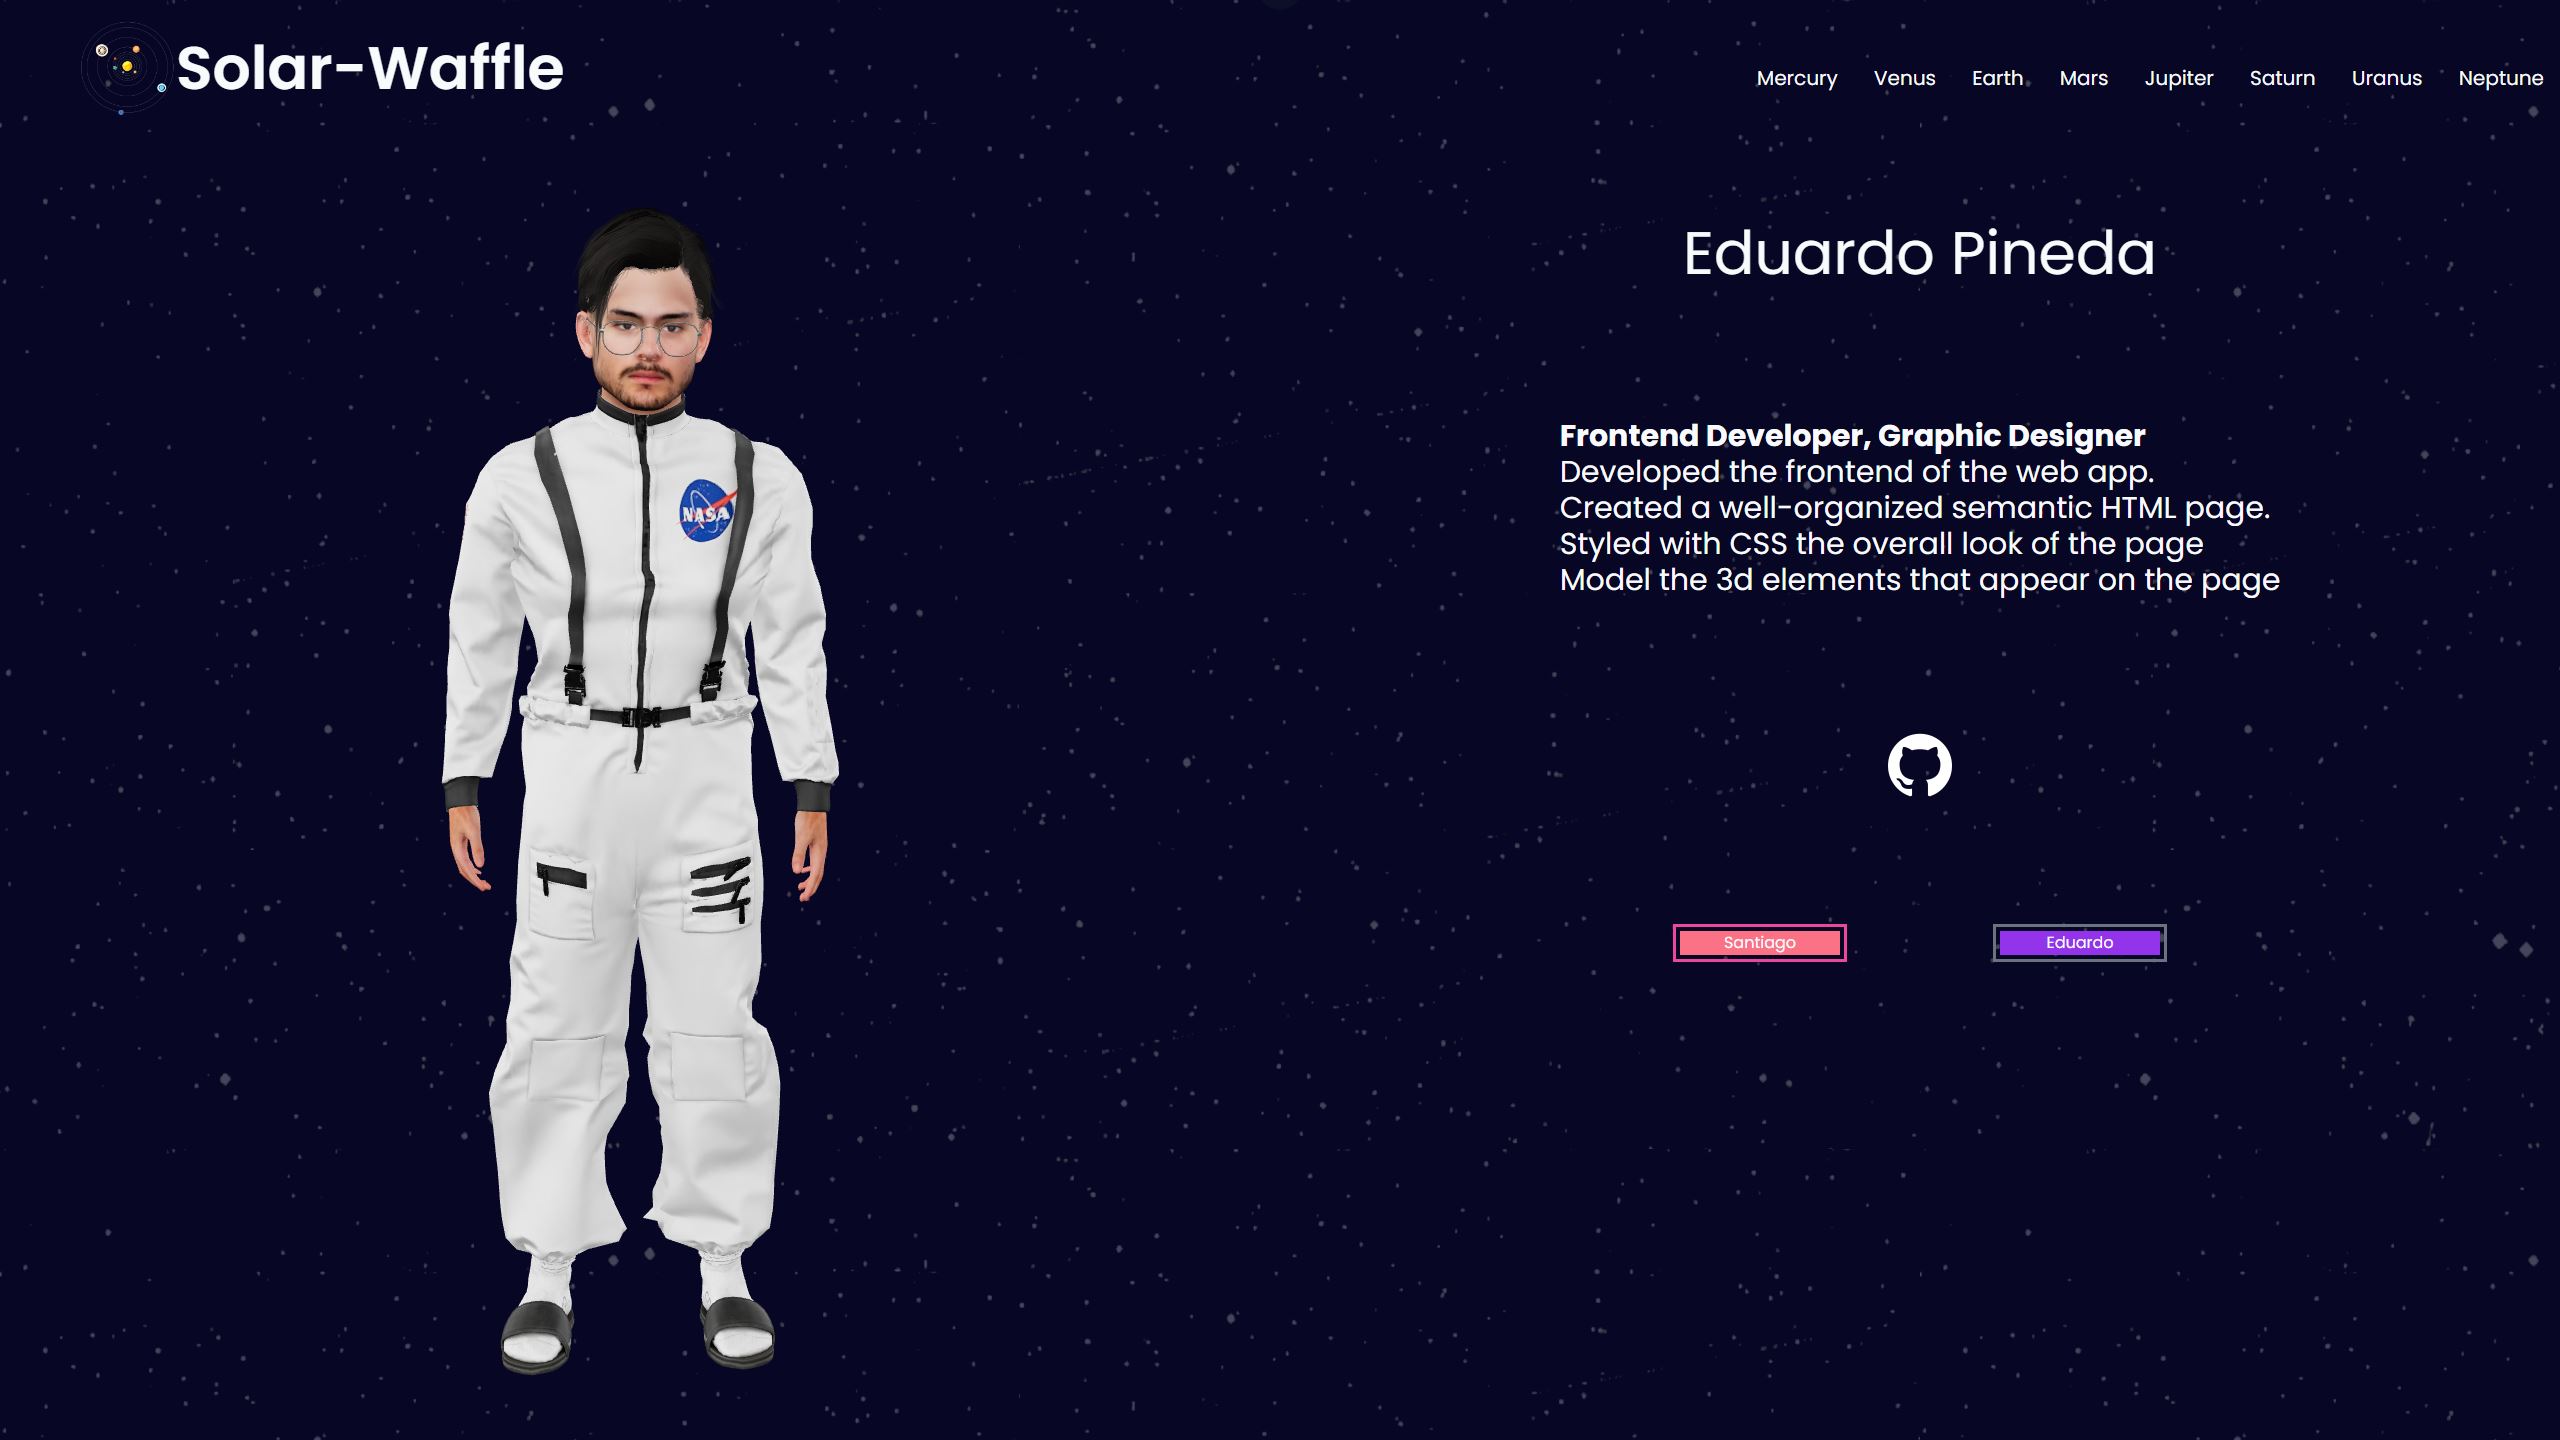 Solar-Waffle
Mercury Venus Earth Mars Jupiter Saturn Uranus Neptune
Eduardo Pineda
Frontend Developer, Graphic Designer
Developed the frontend of the web app.
Created a well-organized semantic HTML page.
Styled with CSS the overall look of the page
Model the 3d elements that appear on the page
NASA
Santiago
Eduardo